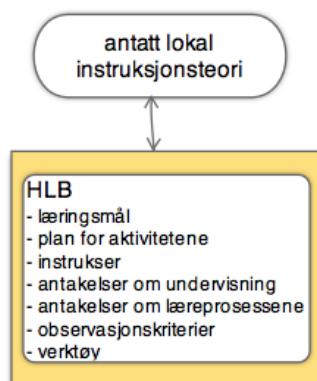 antatt lokal
instruksjonsteori
HLB
- læringsmål
- plan for aktivitetene
- instrukser
- antakelser om undervisning
- antakelser om læreprosessene
- observasjonskriterier
- verktøy